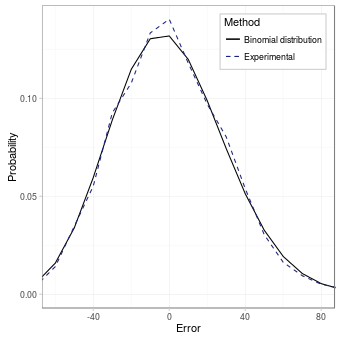 Method
Binomial distribution
Experimental
0.10
0.05
0.00
Probability
-40
0
40
80
Error